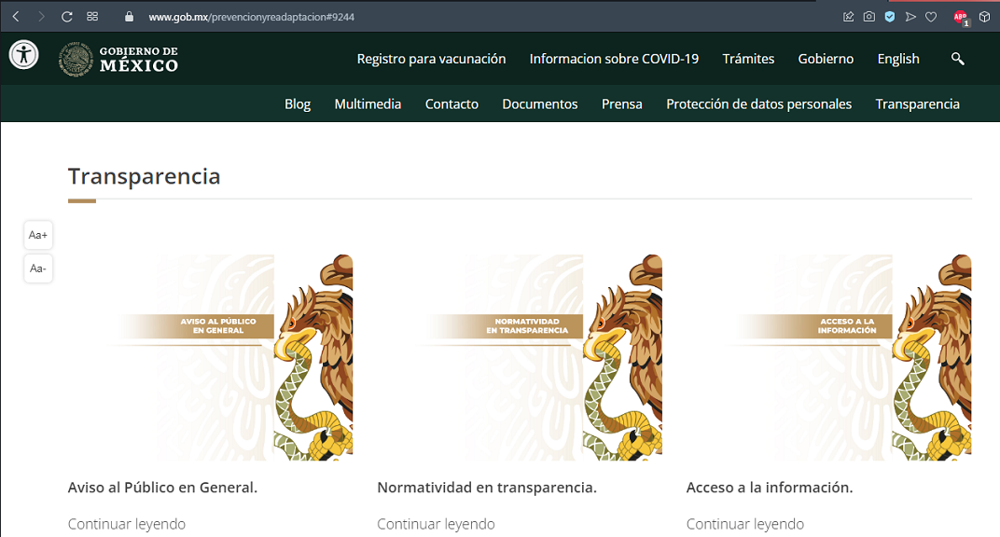 www.gob.mx/prevencionyreadaptacion#9244
ABP
1
GOBIERNO DE
MÉXICO
Registro para vacunación Informacion sobre COVID-19 Trámites Gobierno English
Blog Multimedia Contacto Documentos Prensa Protección de datos personales Transparencia
Transparencia
Aa+
Aa-
AVISO AL PÚBLICO
EN GENERAL
NORMATIVIDAD
EN TRANSPARENCIA
ACCESO A LA
INFORMACIÓN
Aviso al Público en General. Normatividad en transparencia. Acceso a la información.
Continuar leyendo Continuar leyendo Continuar leyendo